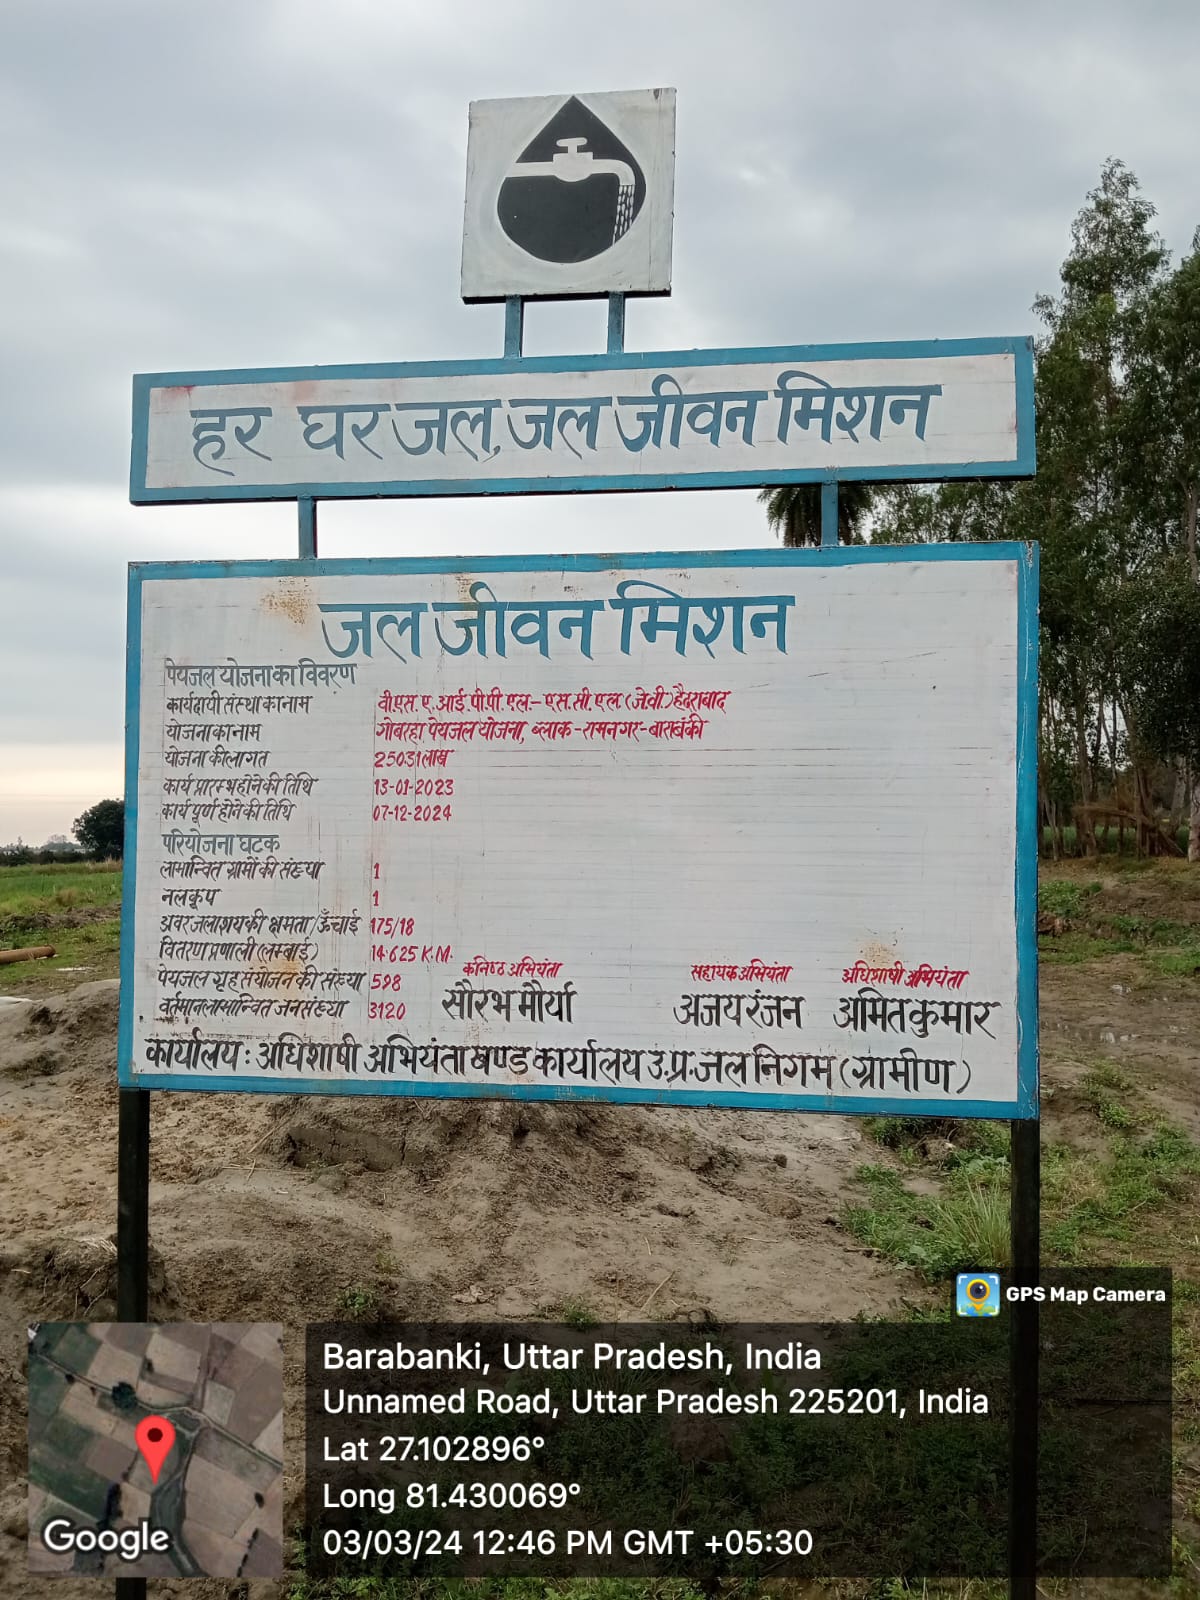 हर घर जल, जल जीवन मिशन
जल जीवन मिशन
पेयजल योजना का विवरण
कार्यदायी संस्था का नाम वी.एस.ए.आई.पी.पी.एल.-एस.सी.एल (जे.वी.) हैदराबाद
योजना का नाम गोबरहा पेयजल योजना, ब्लाक-रामनगर-बाराबंकी
योजना की लागत 250.31 लाख
कार्य प्रारम्भ होने की तिथि 13-01-2023
कार्य पूर्ण होने की तिथि 07-12-2024
परियोजना घटक
लाभान्वित ग्रामों की संख्या 1
नलकूप 1
अवर जलाशय की क्षमता/ऊँचाई 175/18
वितरण प्रणाली (लम्बाई) 14.625 K.M.
पेयजल गृह संयोजन की संख्या 598
वर्तमान लाभान्वित जनसंख्या 3120
कनिष्ठ अभियंता सहायक अभियंता अधिशाषी अभियंता
सौरभ मौर्या अजय रंजन अमित कुमार
कार्यालय : अधिशाषी अभियंता खण्ड कार्यालय उ.प्र. जल निगम (ग्रामीण)
GPS Map Camera
Barabanki, Uttar Pradesh, India
Unnamed Road, Uttar Pradesh 225201, India
Lat 27.102896°
Long 81.430069°
03/03/24 12:46 PM GMT +05:30
Google